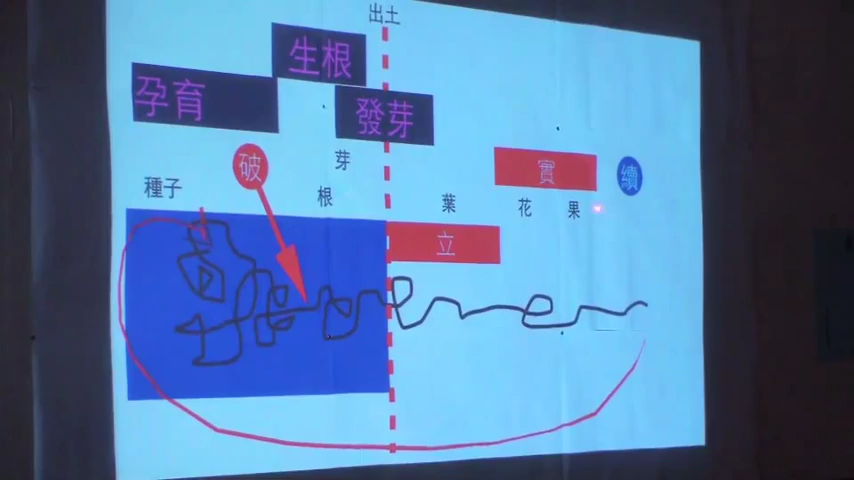 出土
生根
孕育
發芽
破
芽
實
續
種子
根
葉
花
果
立